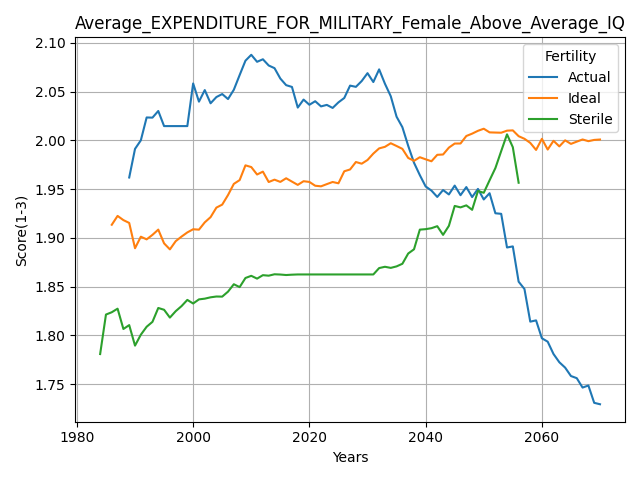 Average_EXPENDITURE_FOR_MILITARY_Female_Above_Average_IQ
2.10
2.05
2.00
1.95
1.90
1.85
1.80
1.75
Score(1-3)
Fertility
Actual
Ideal
Sterile
1980
2000
2020
2040
2060
Years